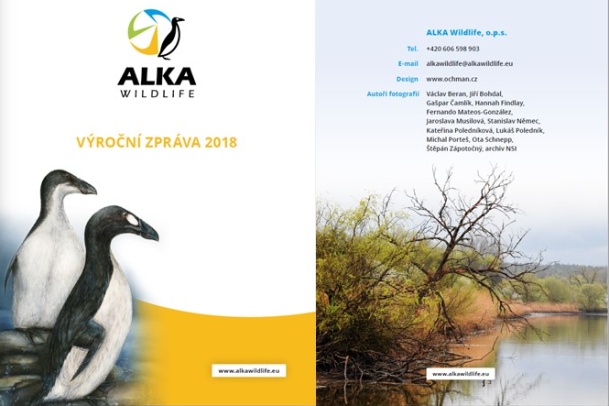 ALKA
WILDLIFE
VÝROČNÍ ZPRÁVA 2018
www.alkawildlife.eu
ALKA Wildlife, o.p.s.
Tel. +420 606 598 903
E-mail alkawildlife@alkawildlife.eu
Design www.ochman.cz
Autoři fotografií Václav Beran, Jiří Bohdal,
Gašpar Čamlík, Hannah Findlay,
Fernando Mateos-González,
Jaroslava Musilová, Stanislav Němec,
Kateřina Poledníková, Lukáš Poledník,
Michal Porteš, Ota Schnepp,
Štěpán Zápotočný, archiv NSI
www.alkawildlife.eu